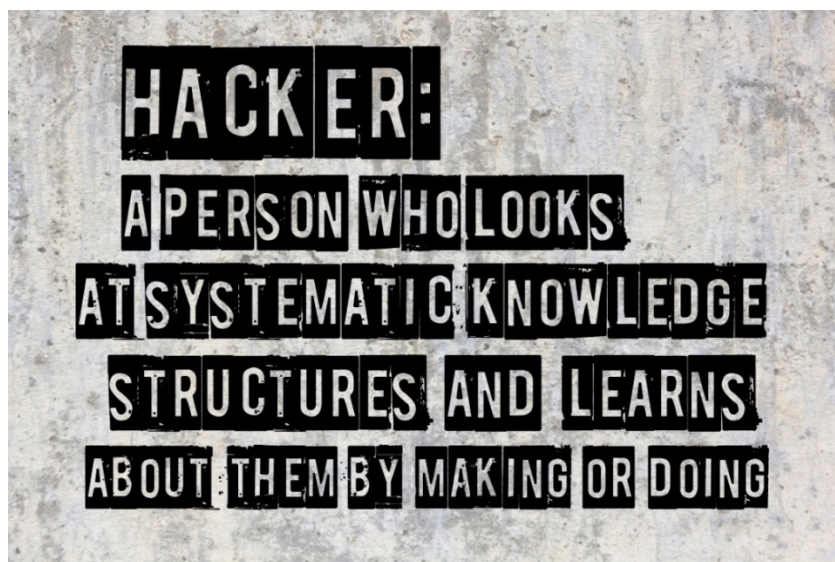 HACKER:
A PERSON WHO LOOKS
AT SYSTEMATIC KNOWLEDGE
STRUCTURES AND LEARNS
ABOUT THEM BY MAKING OR DOING